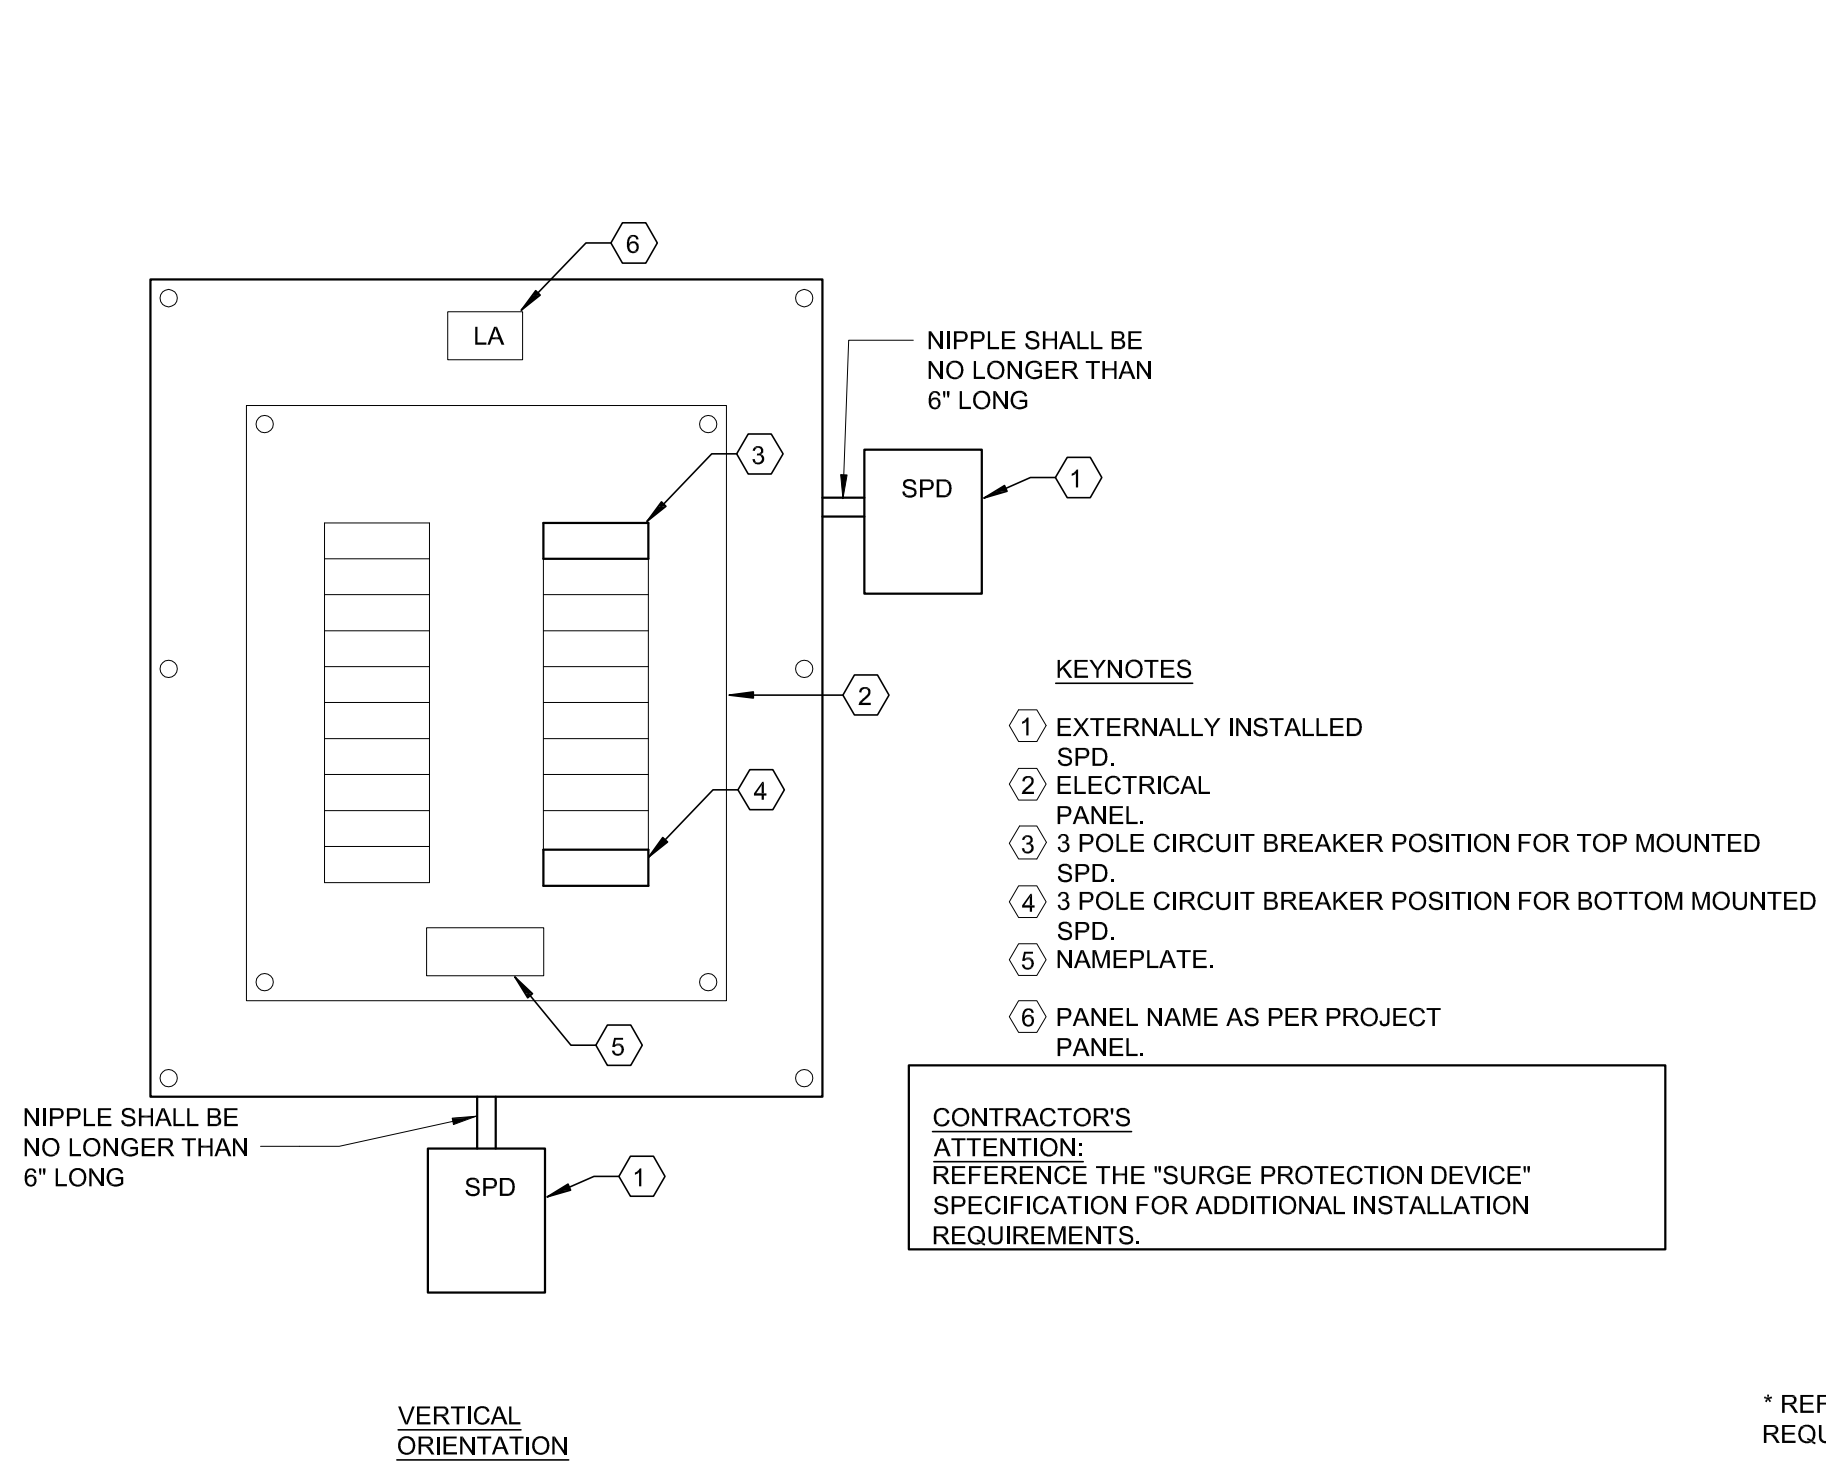 6
LA
NIPPLE SHALL BE
NO LONGER THAN
6" LONG
3
SPD
1
2
4
5
KEYNOTES
1 EXTERNALLY INSTALLED
SPD.
2 ELECTRICAL
PANEL.
3 3 POLE CIRCUIT BREAKER POSITION FOR TOP MOUNTED
SPD.
4 3 POLE CIRCUIT BREAKER POSITION FOR BOTTOM MOUNTED
SPD.
5 NAMEPLATE.
6 PANEL NAME AS PER PROJECT
PANEL.
NIPPLE SHALL BE
NO LONGER THAN
6" LONG
SPD
1
CONTRACTOR'S
ATTENTION:
REFERENCE THE "SURGE PROTECTION DEVICE"
SPECIFICATION FOR ADDITIONAL INSTALLATION
REQUIREMENTS.
VERTICAL
ORIENTATION